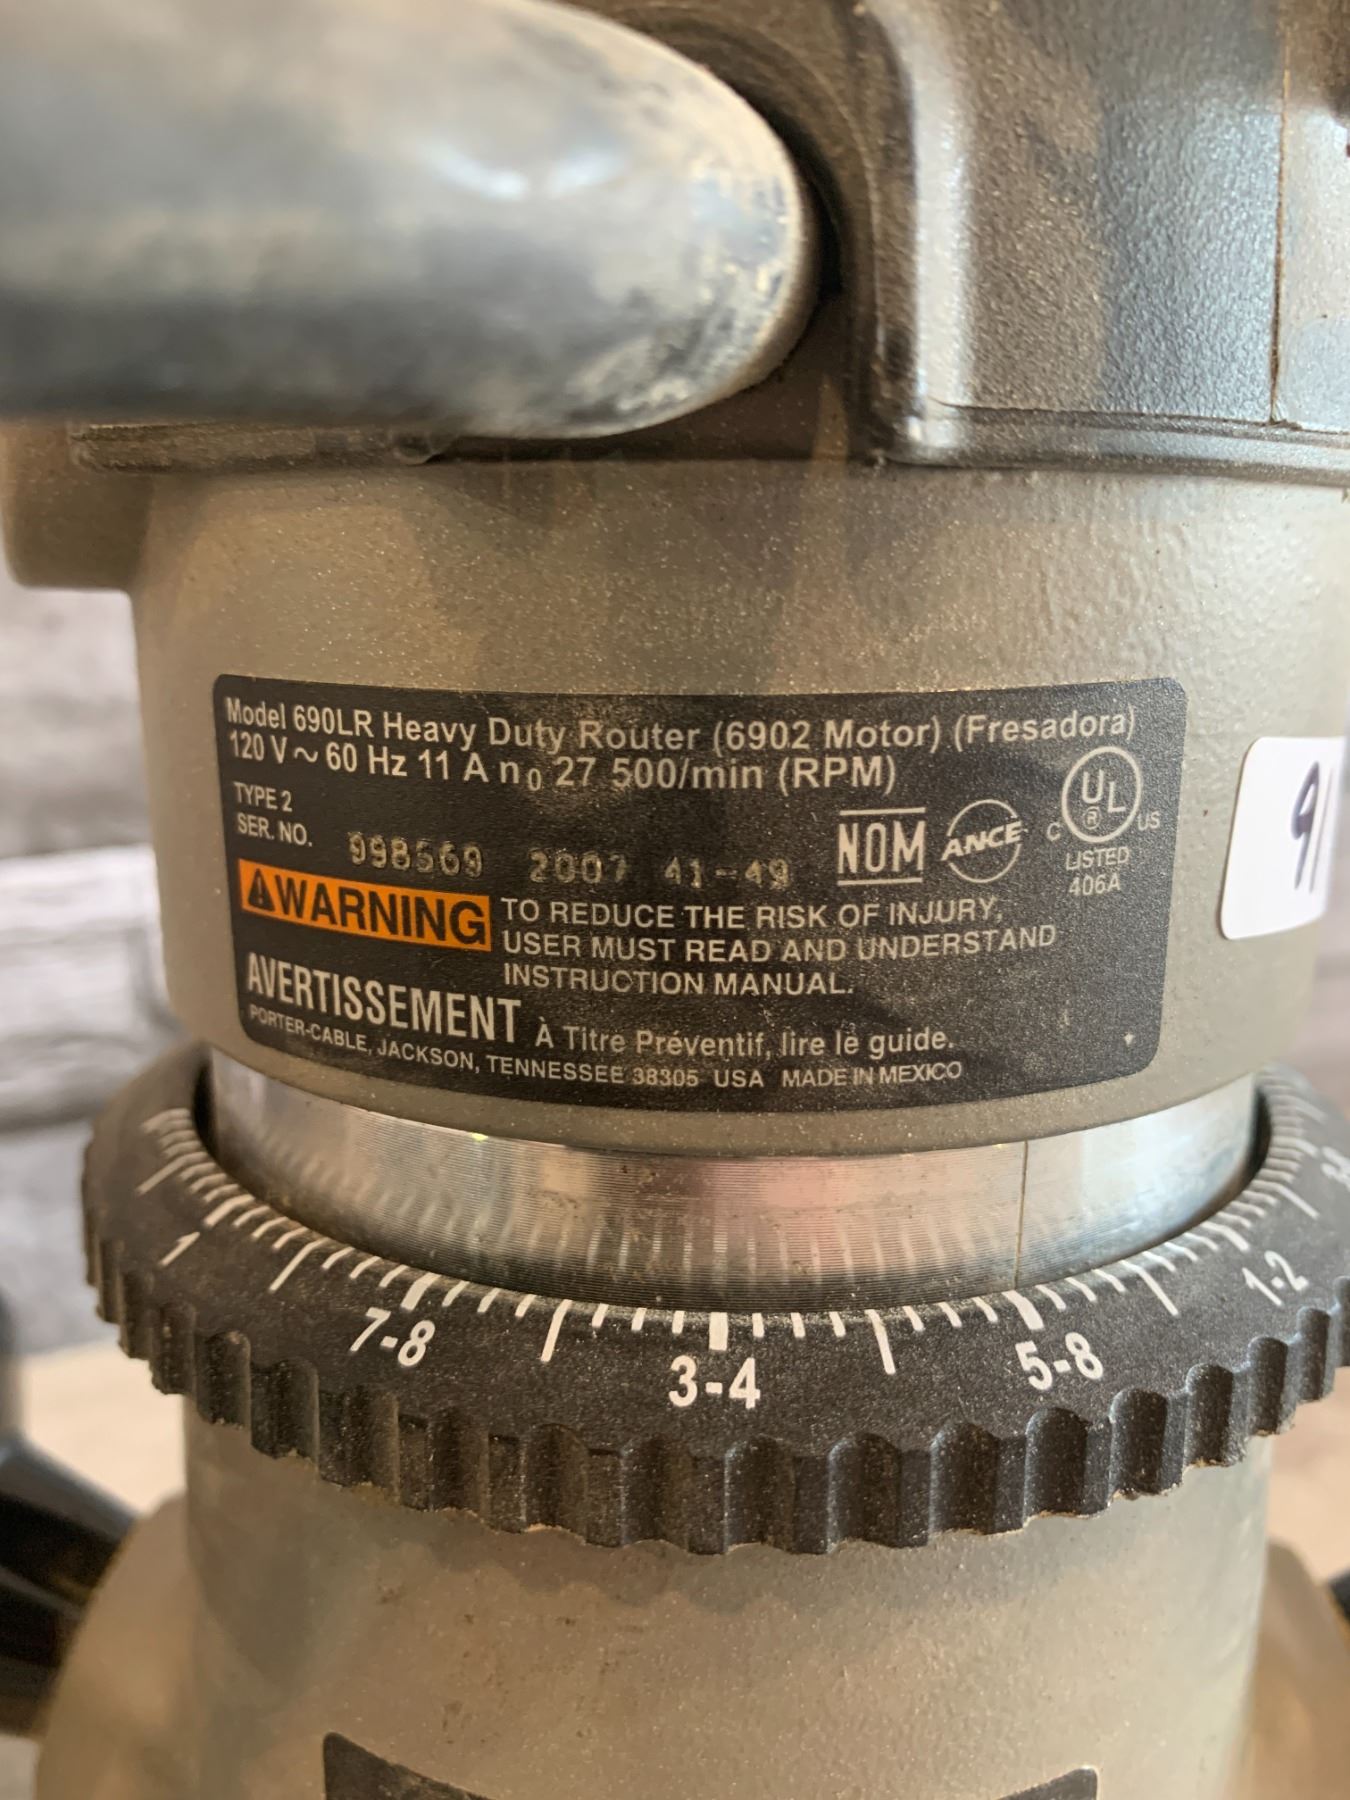 Model 690LR Heavy Duty Router (6902 Motor) (Fresadora)
120 V ~ 60 Hz 11 A n0 27 500/min (RPM)
TYPE 2
SER. NO. 998569 2007 41-49
NOM ANCE C UL ® US
LISTED
406A
WARNING TO REDUCE THE RISK OF INJURY,
USER MUST READ AND UNDERSTAND
INSTRUCTION MANUAL.
AVERTISSEMENT À Titre Préventif, lire le guide.
PORTER-CABLE, JACKSON, TENNESSEE 38305 USA MADE IN MEXICO
1 7-8 3-4 5-8 1-2